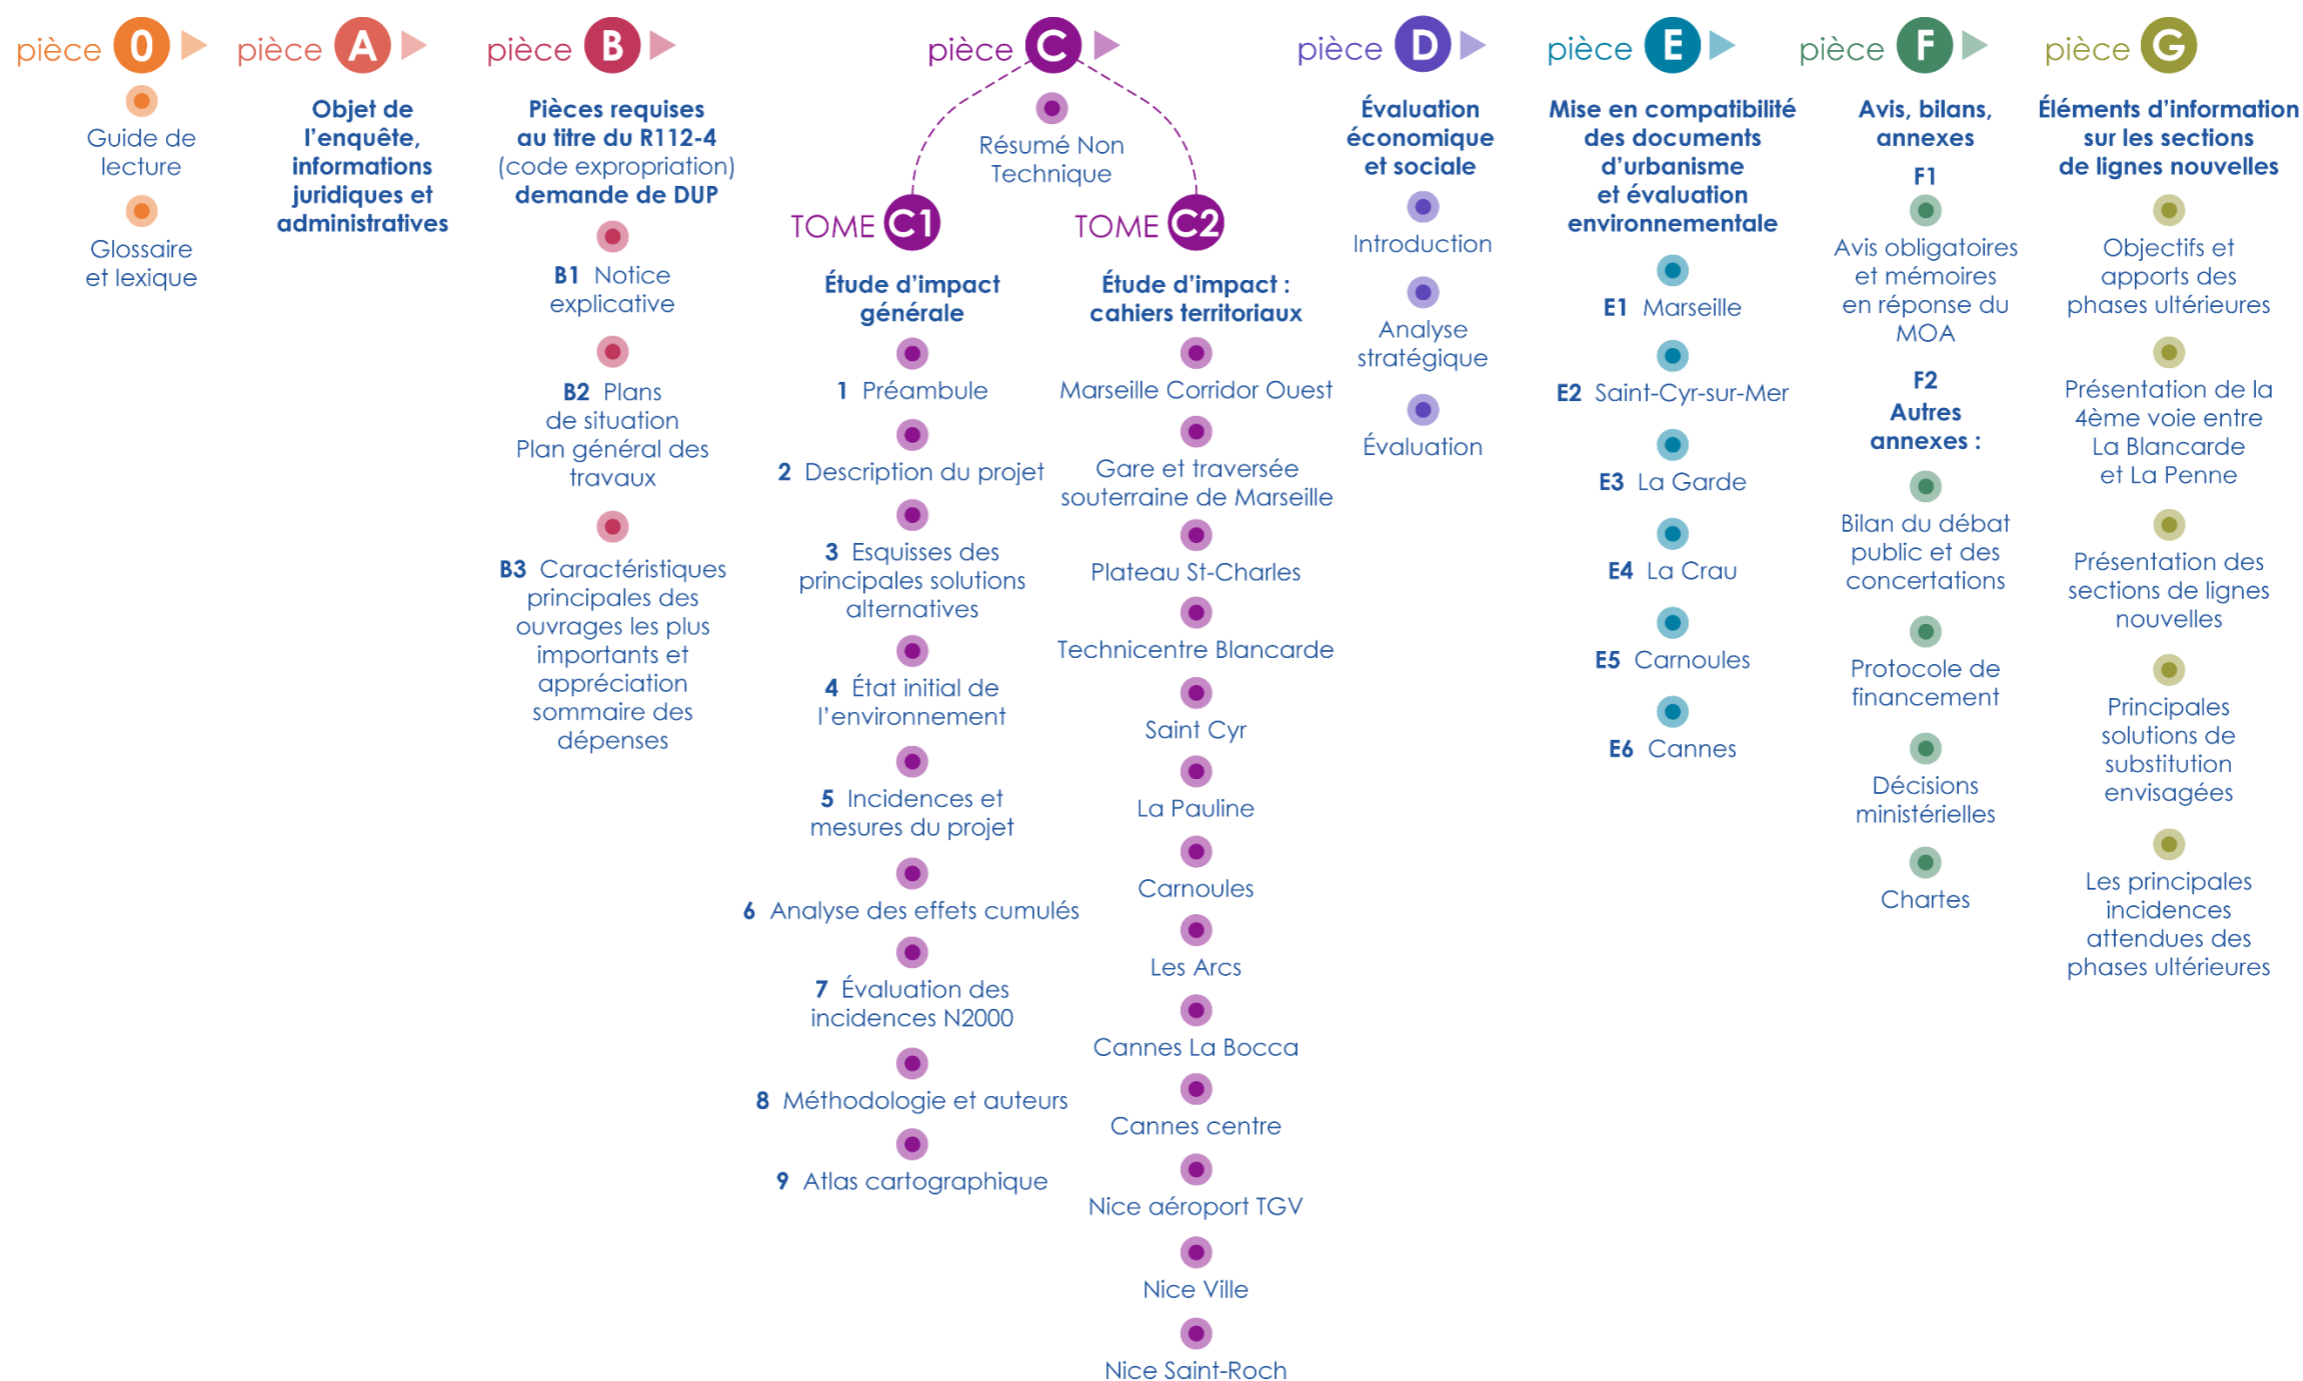 pièce 0
Guide de
lecture
Glossaire
et lexique
pièce A
Objet de
l’enquête,
informations
juridiques et
administratives
pièce B
Pièces requises
au titre du R112-4
(code expropriation)
demande de DUP
B1 Notice
explicative
B2 Plans
de situation
Plan général des
travaux
B3 Caractéristiques
principales des
ouvrages les plus
importants et
appréciation
sommaire des
dépenses
pièce C
Résumé Non
Technique
TOME C1
Étude d’impact
générale
1 Préambule
2 Description du projet
3 Esquisses des
principales solutions
alternatives
4 État initial de
l’environnement
5 Incidences et
mesures du projet
6 Analyse des effets cumulés
7 Évaluation des
incidences N2000
8 Méthodologie et auteurs
9 Atlas cartographique
TOME C2
Étude d’impact :
cahiers territoriaux
Marseille Corridor Ouest
Gare et traversée
souterraine de Marseille
Plateau St-Charles
Technicentre Blancarde
Saint Cyr
La Pauline
Carnoules
Les Arcs
Cannes La Bocca
Cannes centre
Nice aéroport TGV
Nice Ville
Nice Saint-Roch
pièce D
Évaluation
économique
et sociale
Introduction
Analyse
stratégique
Évaluation
pièce E
Mise en compatibilité
des documents
d’urbanisme
et évaluation
environnementale
E1 Marseille
E2 Saint-Cyr-sur-Mer
E3 La Garde
E4 La Crau
E5 Carnoules
E6 Cannes
pièce F
Avis, bilans,
annexes
F1
Avis obligatoires
et mémoires
en réponse du
MOA
F2
Autres
annexes :
Bilan du débat
public et des
concertations
Protocole de
financement
Décisions
ministérielles
Chartes
pièce G
Éléments d’information
sur les sections
de lignes nouvelles
Objectifs et
apports des
phases ultérieures
Présentation de la
4ème voie entre
La Blancarde
et La Penne
Présentation des
sections de lignes
nouvelles
Principales
solutions de
substitution
envisagées
Les principales
incidences
attendues des
phases ultérieures